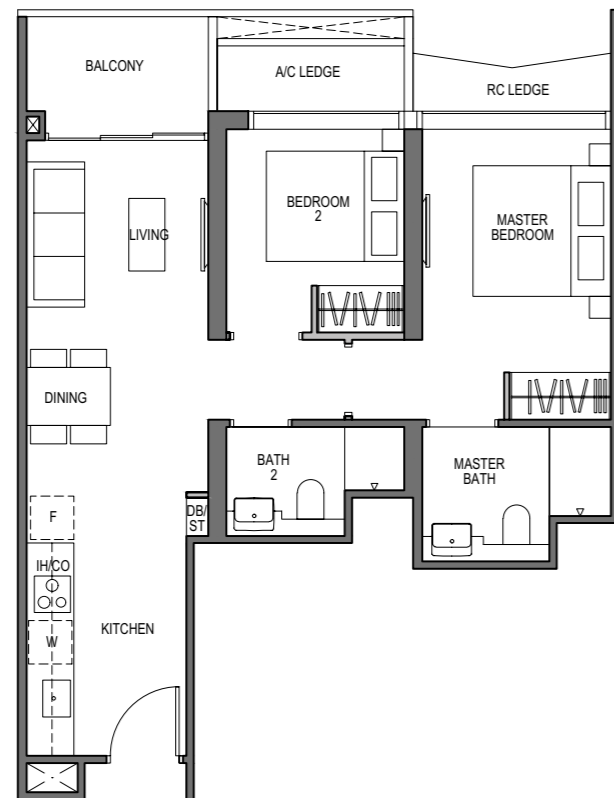 BALCONY
A/C LEDGE
RC LEDGE
LIVING
BEDROOM
2
MASTER
BEDROOM
DINING
BATH
2
MASTER
BATH
F
DB/
ST
IH/CO
W
KITCHEN